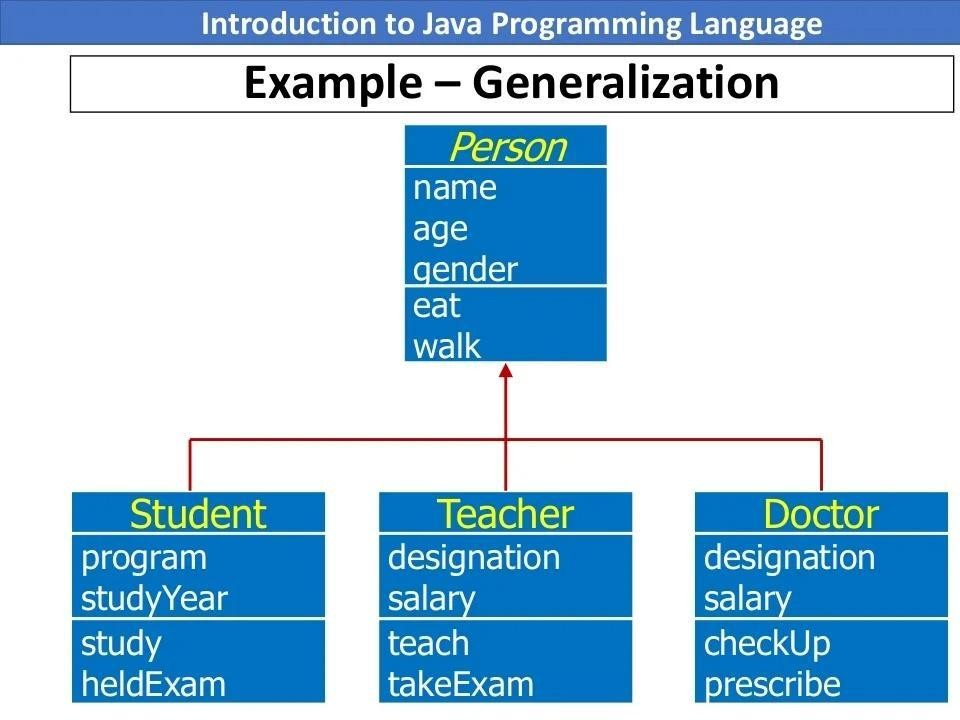 Introduction to Java Programming Language
Example – Generalization
Person
name
age
gender
eat
walk
Student
program
studyYear
study
heldExam
Teacher
designation
salary
teach
takeExam
Doctor
designation
salary
checkUp
prescribe